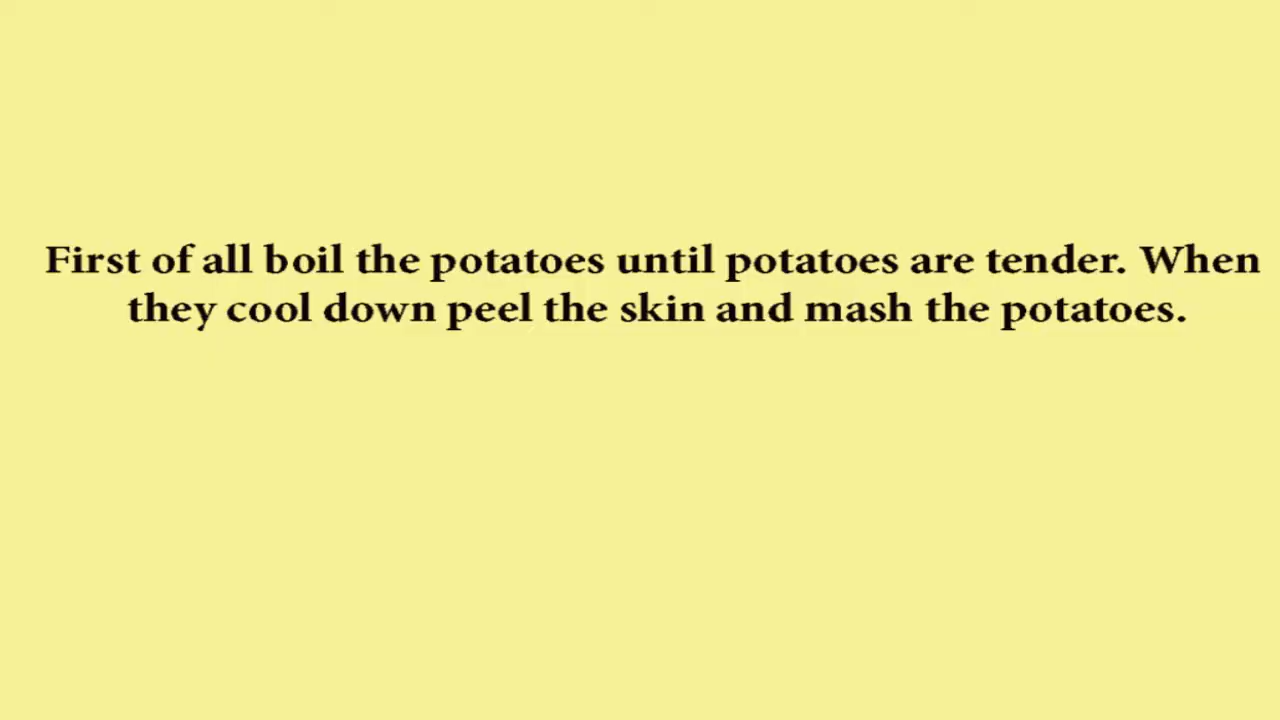 First of all boil the potatoes until potatoes are tender. When
they cool down peel the skin and mash the potatoes.